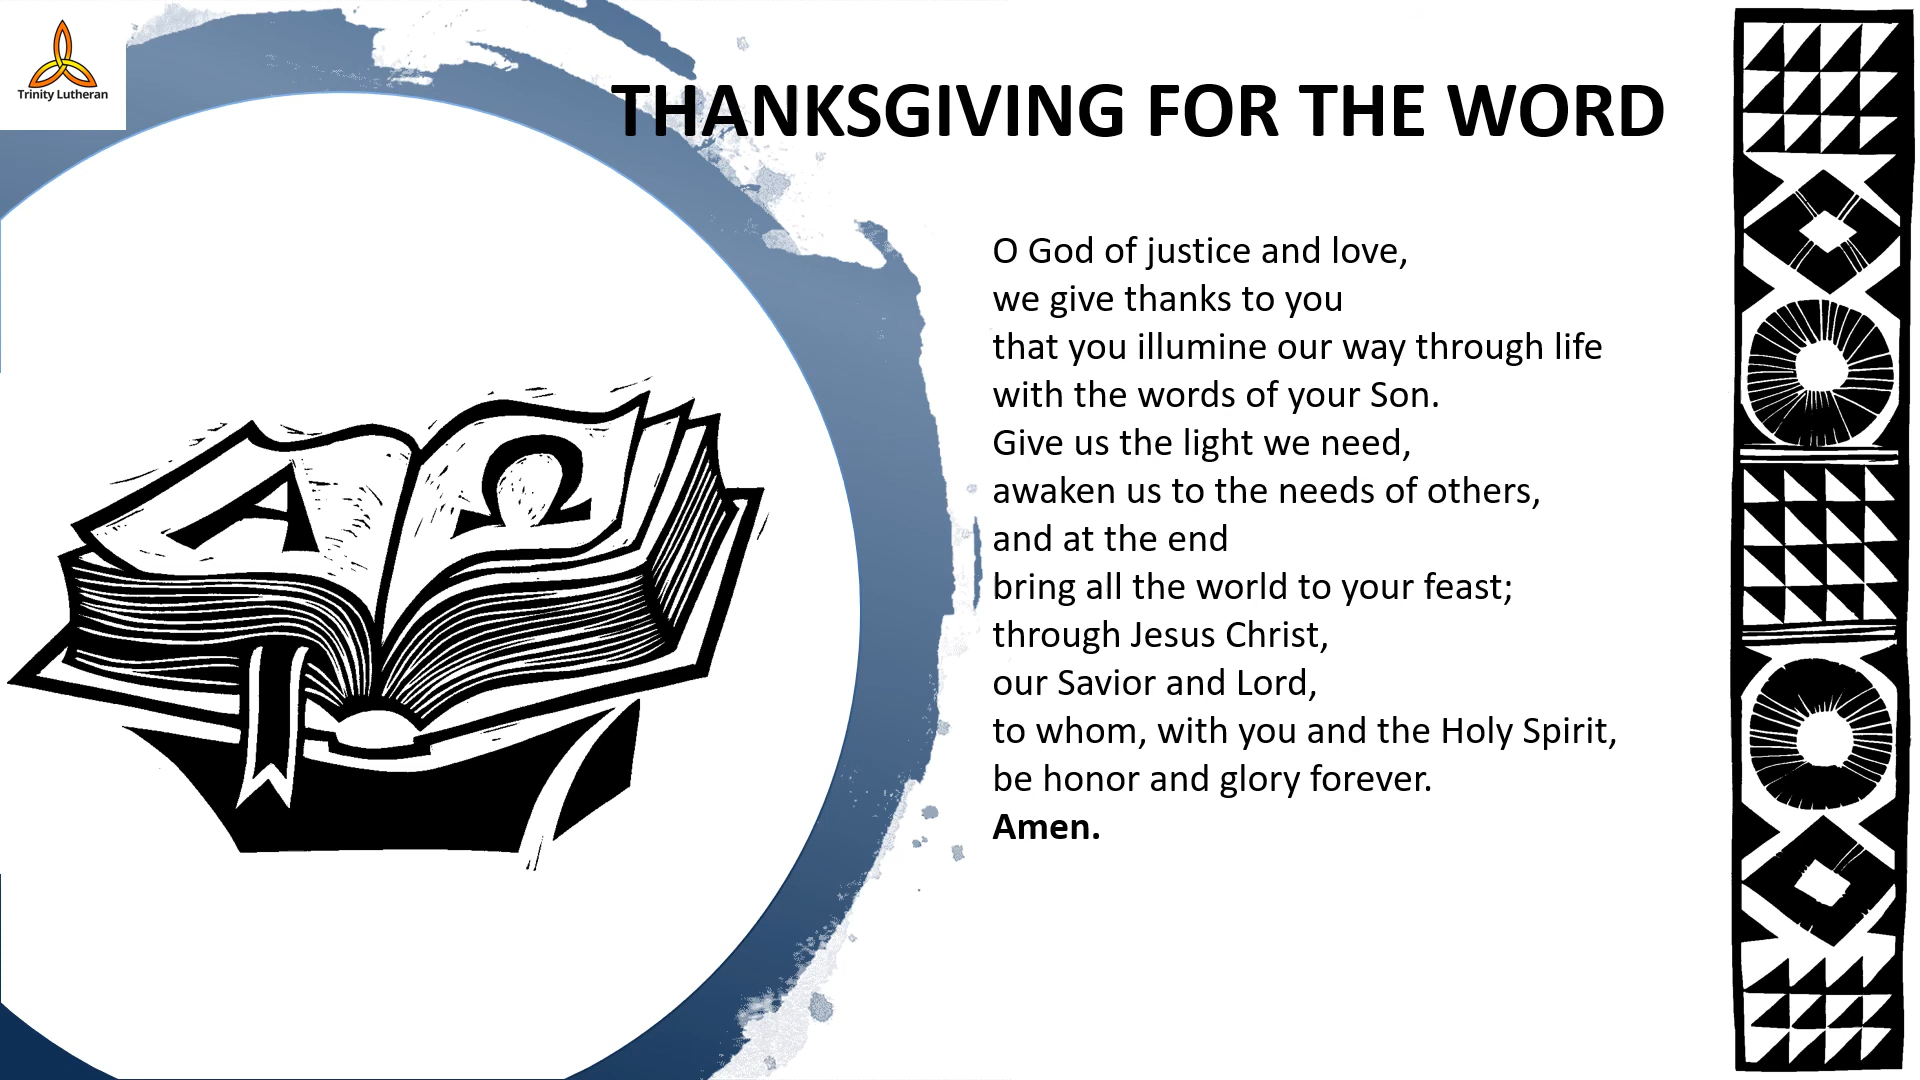 Trinity Lutheran
THANKSGIVING FOR THE WORD
Α Ω
O God of justice and love,
we give thanks to you
that you illumine our way through life
with the words of your Son.
Give us the light we need,
awaken us to the needs of others,
and at the end
bring all the world to your feast;
through Jesus Christ,
our Savior and Lord,
to whom, with you and the Holy Spirit,
be honor and glory forever.
Amen.